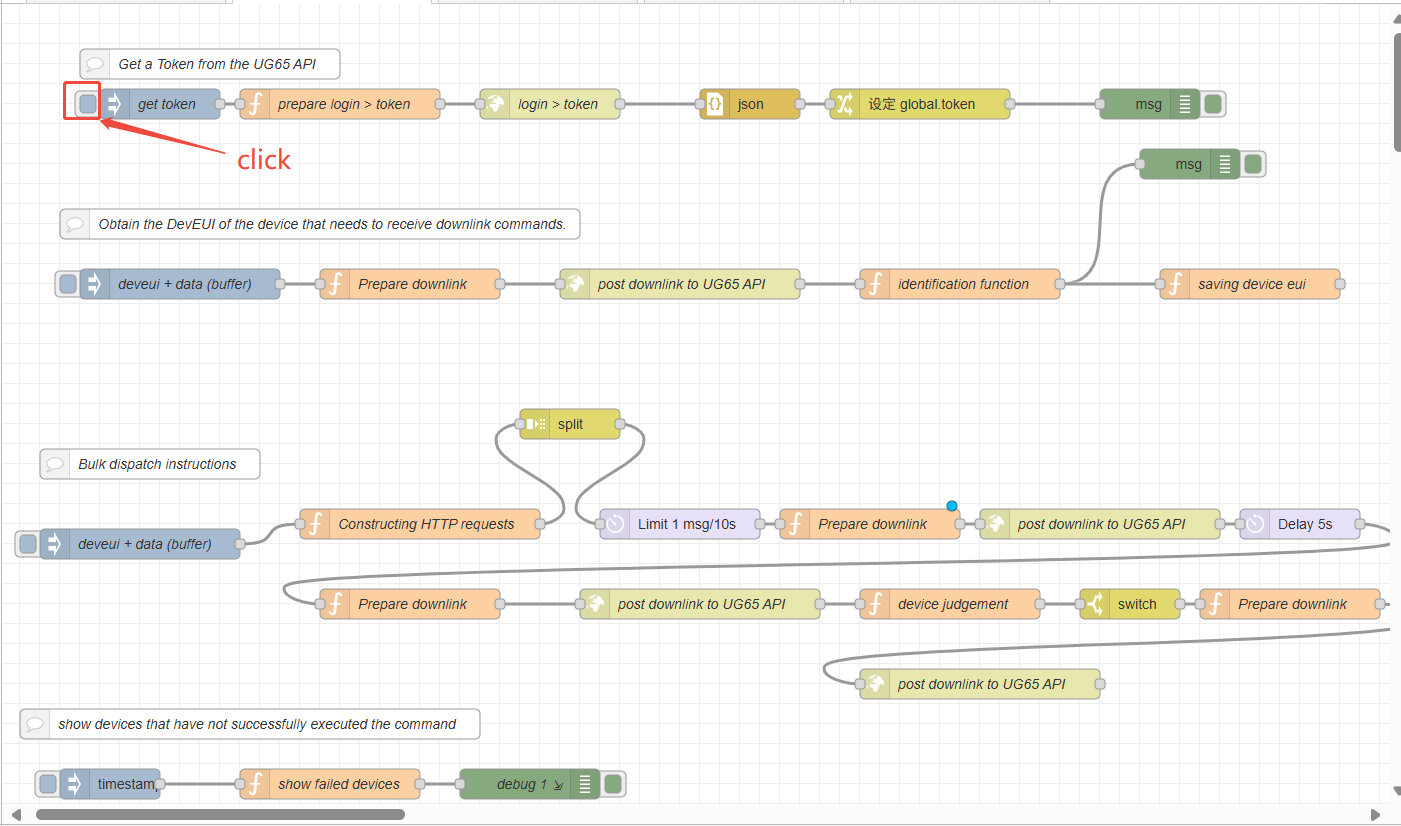 Get a Token from the UG65 API
get token
prepare login > token
login > token
json
设定 global.token
msg
click
msg
Obtain the DevEUI of the device that needs to receive downlink commands.
deveui + data (buffer)
Prepare downlink
post downlink to UG65 API
identification function
saving device eui
split
Bulk dispatch instructions
Constructing HTTP requests
Limit 1 msg/10s
Prepare downlink
post downlink to UG65 API
Delay 5s
deveui + data (buffer)
Prepare downlink
post downlink to UG65 API
device judgement
switch
Prepare downlink
post downlink to UG65 API
show devices that have not successfully executed the command
timestamp
show failed devices
debug 1